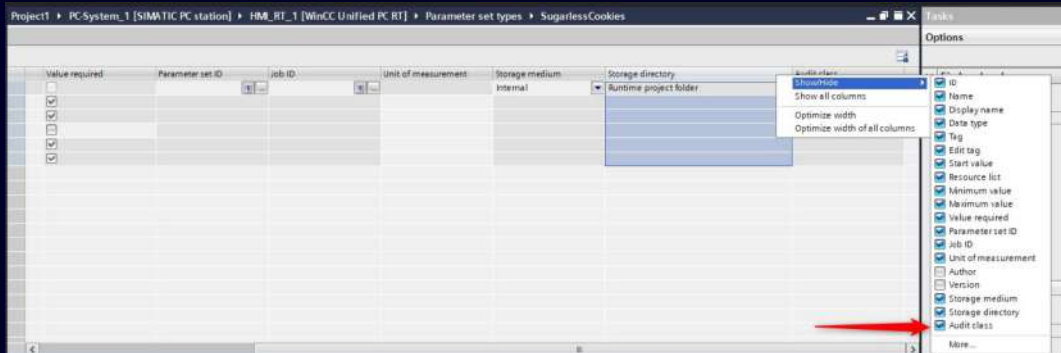 Project1 ▸ PC-System_1 [SIMATIC PC station] ▸ HMI_RT_1 [WinCC Unified PC RT] ▸ Parameter set types ▸ SugarlessCookies
Tasks
Options
Value required Parameter set ID Job ID Unit of measurement Storage medium Storage directory Audit class
Internal Runtime project folder
Show/Hide
Show all columns
Optimize width
Optimize width of all columns
ID
Name
Display name
Data type
Tag
Edit tag
Start value
Resource list
Minimum value
Maximum value
Value required
Parameter set ID
Job ID
Unit of measurement
Author
Version
Storage medium
Storage directory
Audit class
More...